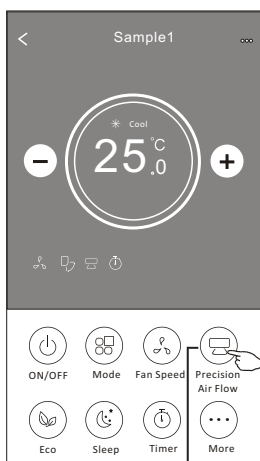 Sample1
Cool
25.0°C
ON/OFF Mode Fan Speed Precision Air Flow
Eco Sleep Timer More